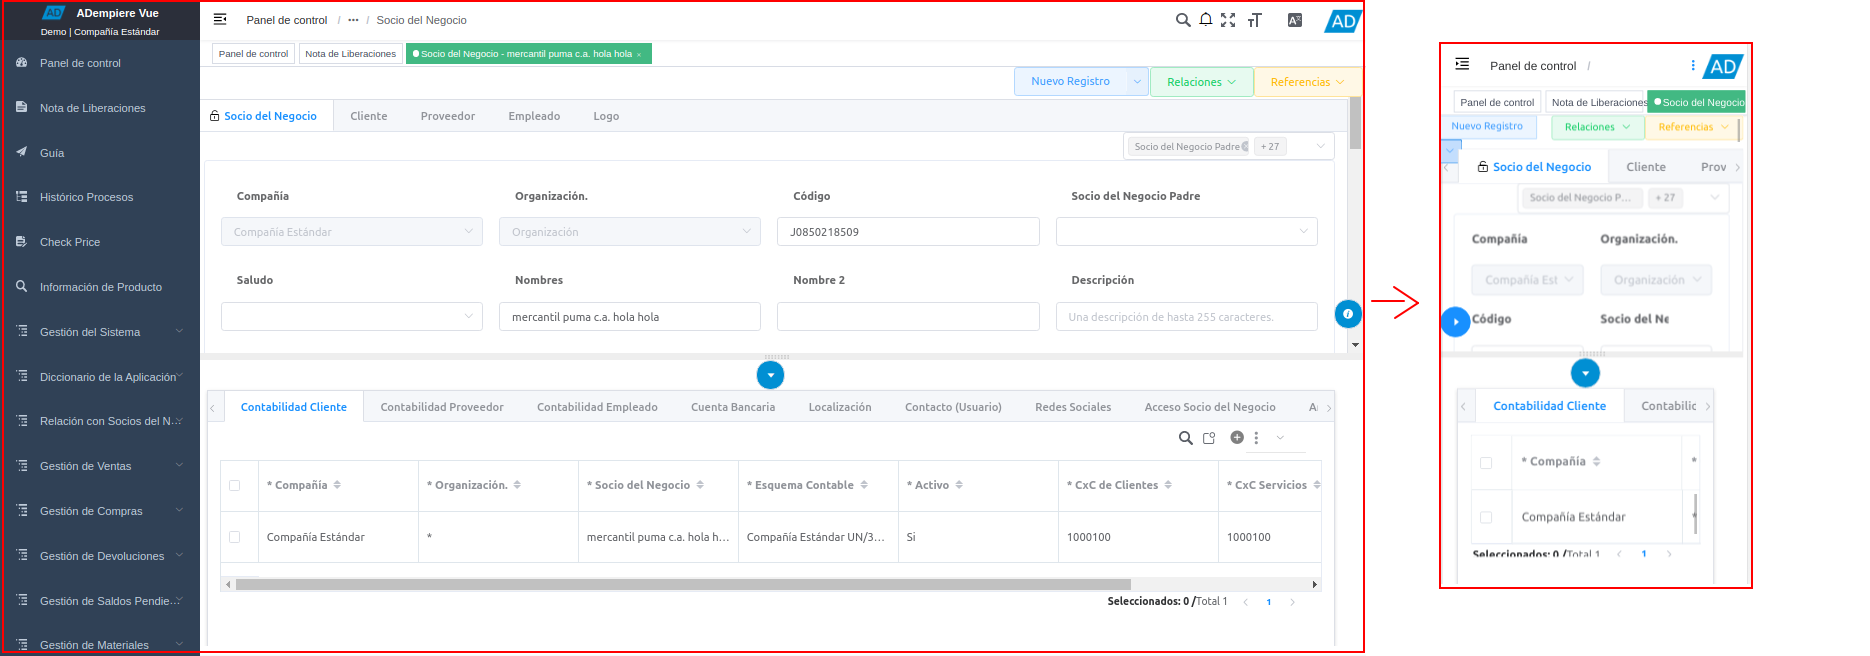 AD ADempiere Vue
Demo | Compañía Estándar
Panel de control
Nota de Liberaciones
Guía
Histórico Procesos
Check Price
Información de Producto
Gestión del Sistema
Diccionario de la Aplicación
Relación con Socios del N...
Gestión de Ventas
Gestión de Compras
Gestión de Devoluciones
Gestión de Saldos Pendie...
Gestión de Materiales
Panel de control / ••• / Socio del Negocio
AD
Panel de control Nota de Liberaciones Socio del Negocio - mercantil puma c.a. hola hola ×
Nuevo Registro Relaciones Referencias
Socio del Negocio Cliente Proveedor Empleado Logo
Socio del Negocio Padre + 27
Compañía Organización. Código Socio del Negocio Padre
Compañía Estándar Organización J0850218509
Saludo Nombres Nombre 2 Descripción
mercantil puma c.a. hola hola Una descripción de hasta 255 caracteres.
Contabilidad Cliente Contabilidad Proveedor Contabilidad Empleado Cuenta Bancaria Localización Contacto (Usuario) Redes Sociales Acceso Socio del Negocio
* Compañía * Organización. * Socio del Negocio * Esquema Contable * Activo * CxC de Clientes * CxC Servicios
Compañía Estándar * mercantil puma c.a. hola h... Compañía Estándar UN/3... Si 1000100 1000100
Seleccionados: 0 /Total 1 1
Panel de control /
AD
Panel de control Nota de Liberaciones Socio del Negocio
Nuevo Registro Relaciones Referencias
Socio del Negocio Cliente Prov
Socio del Negocio P... + 27
Compañía Organización.
Compañía Est Organización
Código Socio del Ne
Contabilidad Cliente Contabilic
* Compañía *
Compañía Estándar *
Seleccionados: 0 /Total 1 1